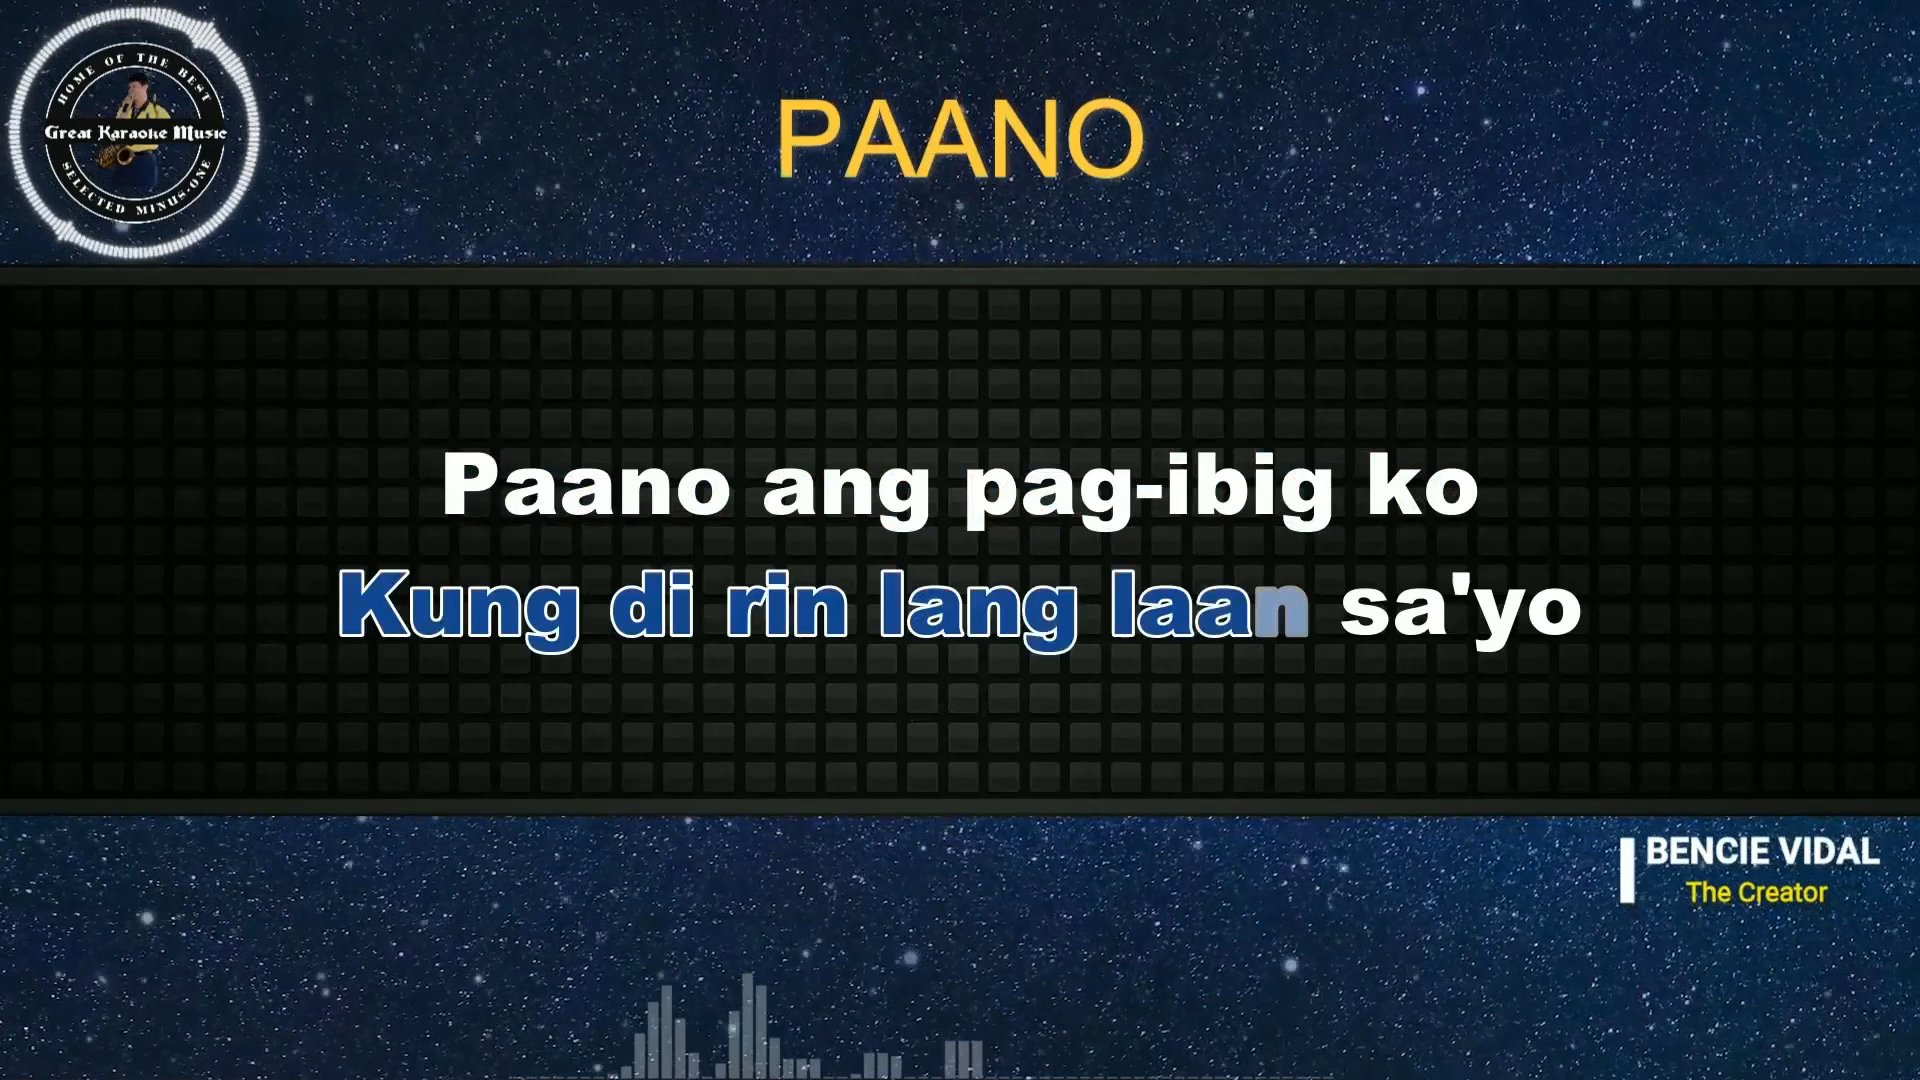 HOME OF THE BEST
Great Karaoke Music
SELECTED MINUS-ONE
PAANO
Paano ang pag-ibig ko
Kung di rin lang laan sa'yo
BENCIE VIDAL
The Creator